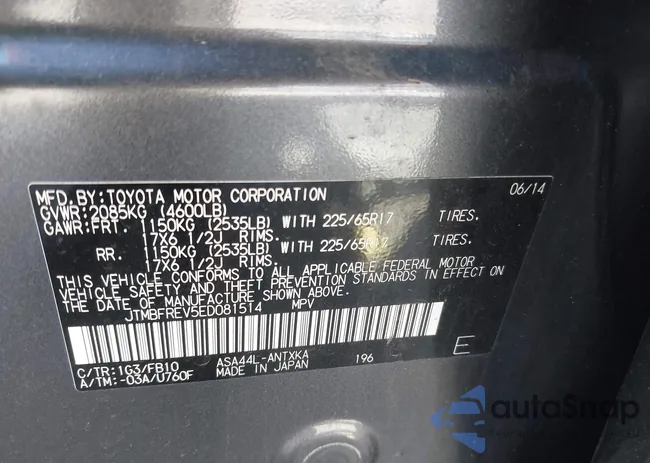 MFD. BY: TOYOTA MOTOR CORPORATION 06/14
GVWR: 2085KG (4600LB)
GAWR: FRT. 1150KG (2535LB) WITH 225/65R17 TIRES.
17X6 1/2J RIMS.
RR. 1150KG (2535LB) WITH 225/65R17 TIRES.
17X6 1/2J RIMS.
THIS VEHICLE CONFORMS TO ALL APPLICABLE FEDERAL MOTOR
VEHICLE SAFETY AND THEFT PREVENTION STANDARDS IN EFFECT ON
THE DATE OF MANUFACTURE SHOWN ABOVE.
JTMBFREV5ED081514 MPV
C/TR: 1G3/FB10 ASA44L-ANTXKA 196 E
A/TM: -03A/U760F MADE IN JAPAN
autoSnap